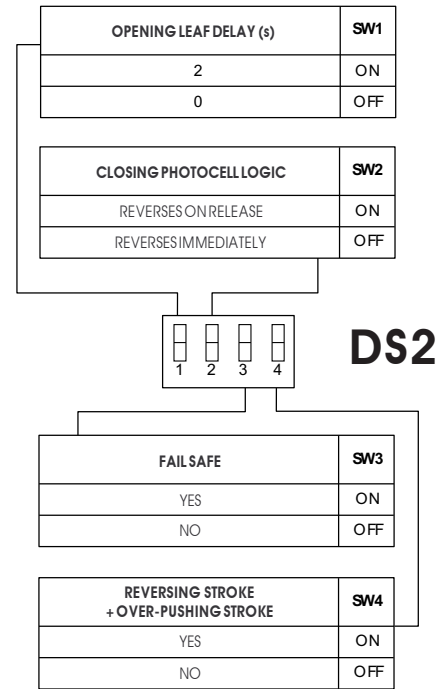 OPENING LEAF DELAY (s) SW1
2 ON
0 OFF
CLOSING PHOTOCELL LOGIC SW2
REVERSES ON RELEASE ON
REVERSES IMMEDIATELY OFF
1 2 3 4
DS2
FAIL SAFE SW3
YES ON
NO OFF
REVERSING STROKE
+ OVER-PUSHING STROKE SW4
YES ON
NO OFF